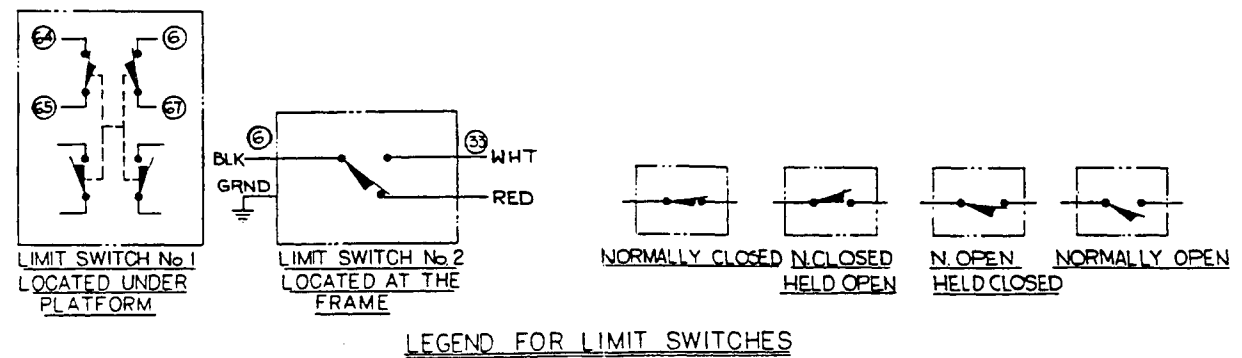 64
6
65
67
LIMIT SWITCH No 1
LOCATED UNDER
PLATFORM
6
33
BLK
WHT
GRND
RED
LIMIT SWITCH No. 2
LOCATED AT THE
FRAME
NORMALLY CLOSED
N. CLOSED
HELD OPEN
N. OPEN
HELD CLOSED
NORMALLY OPEN
LEGEND FOR LIMIT SWITCHES